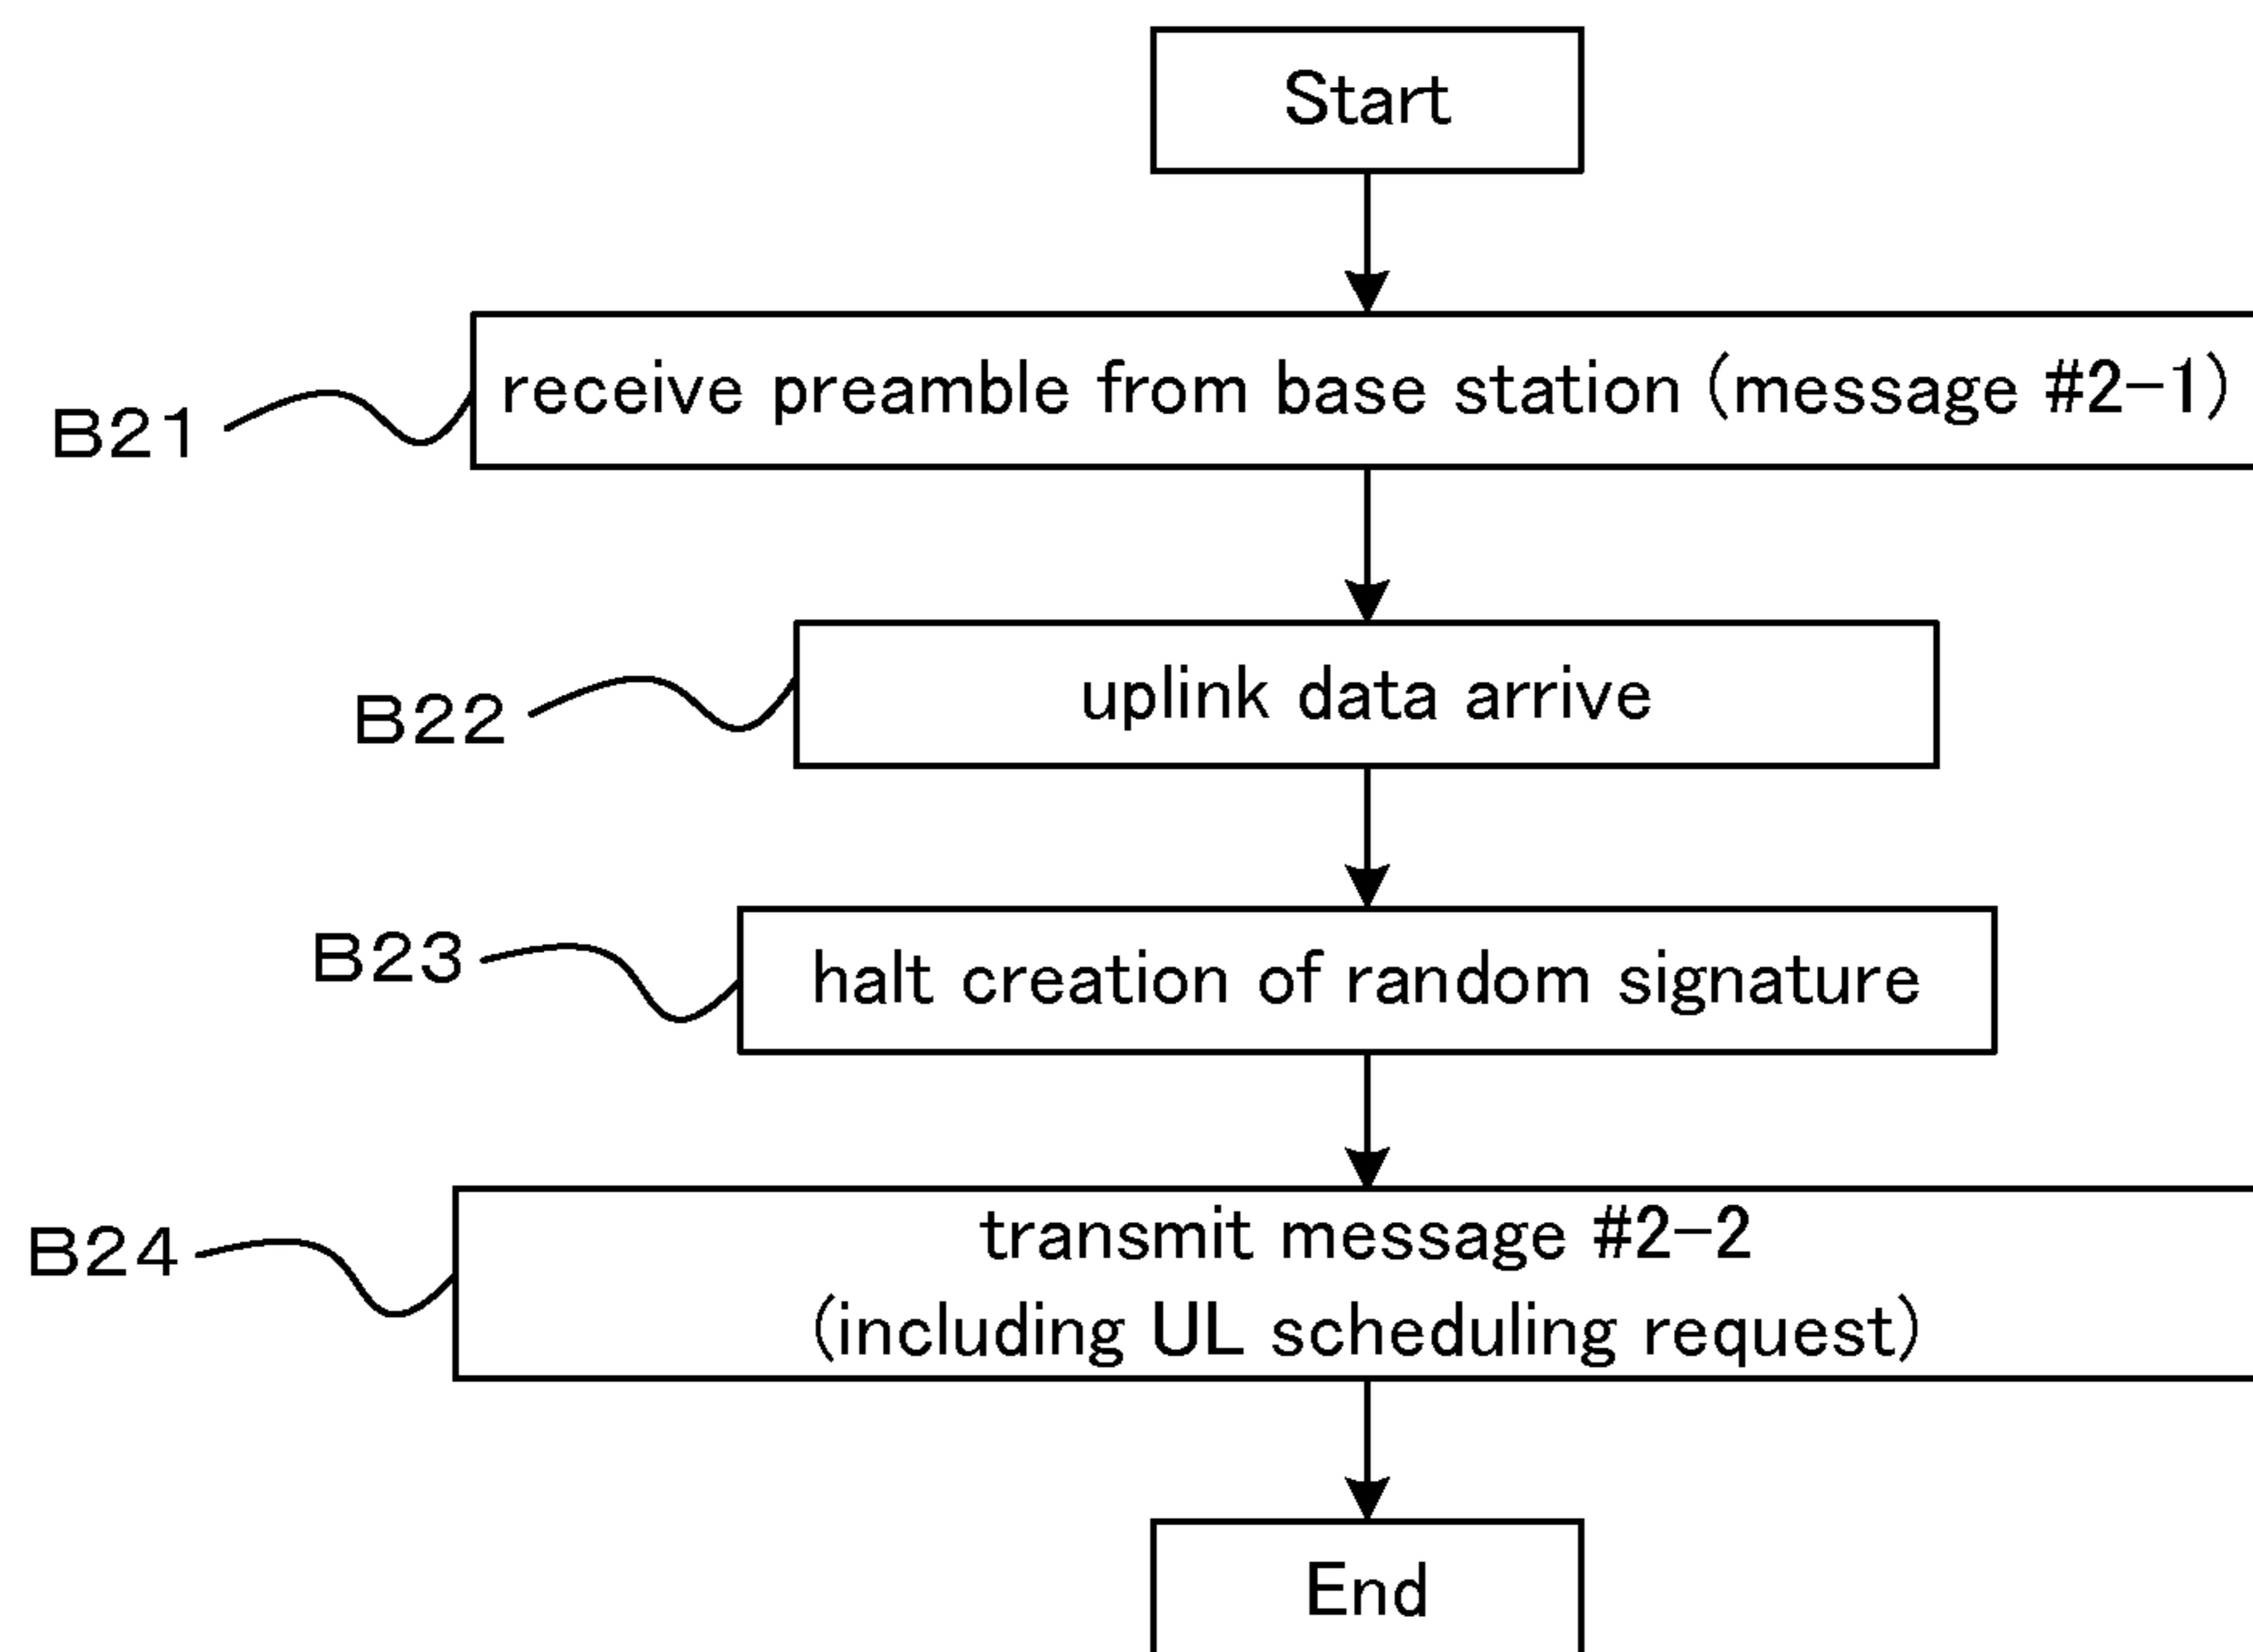 Start
B21
receive preamble from base station (message #2-1)
B22
uplink data arrive
B23
halt creation of random signature
B24
transmit message #2-2
(including UL scheduling request)
End